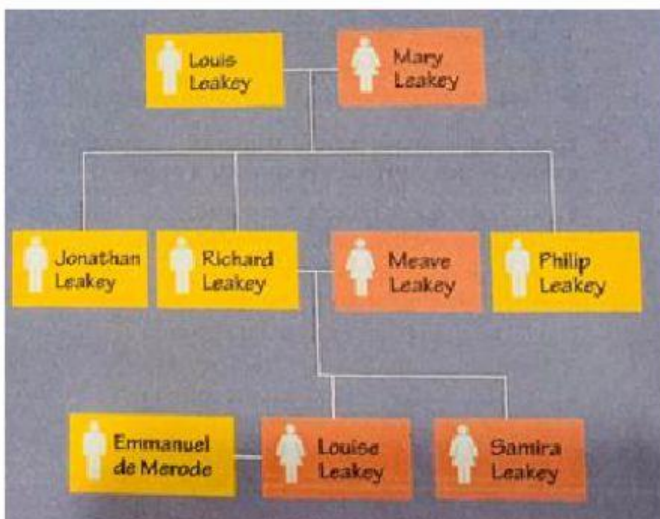 Louis
Leakey
Mary
Leakey
Jonathan
Leakey
Richard
Leakey
Meave
Leakey
Philip
Leakey
Emmanuel
de Merode
Louise
Leakey
Samira
Leakey